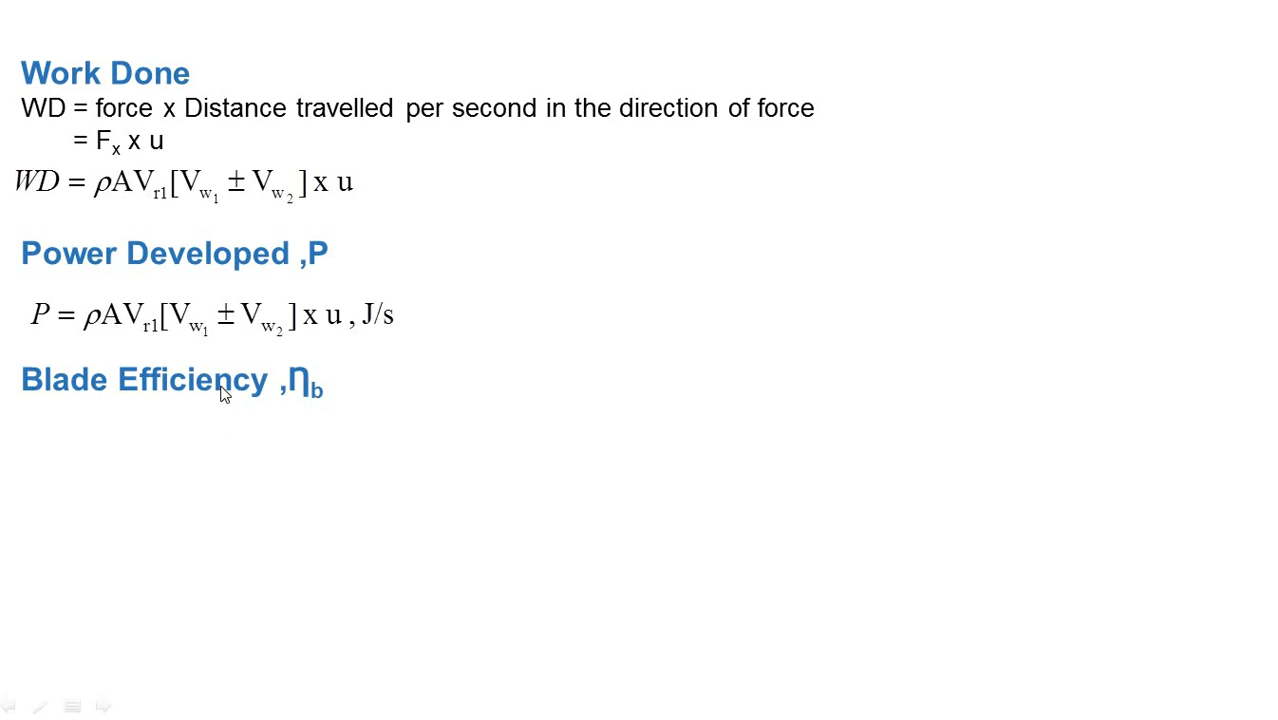 Work Done
WD = force x Distance travelled per second in the direction of force
= Fₓ x u
WD = ρAVr1[Vw1 ± Vw2] x u
Power Developed ,P
P = ρAVr1[Vw1 ± Vw2] x u , J/s
Blade Efficiency ,Ƞb